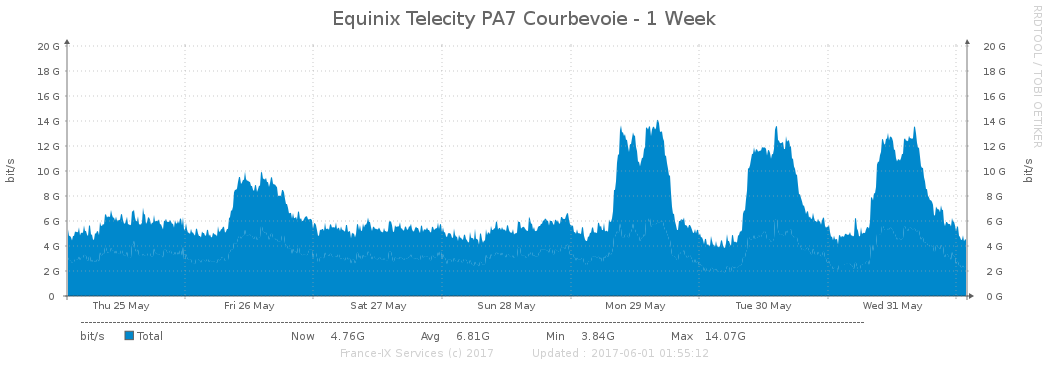 Equinix Telecity PA7 Courbevoie - 1 Week
RRDTOOL / TOBI OETIKER
20 G 20 G
18 G 18 G
16 G 16 G
14 G 14 G
12 G 12 G
10 G 10 G
8 G 8 G
6 G 6 G
4 G 4 G
2 G 2 G
0 0 G
bit/s
bit/s
Thu 25 May Fri 26 May Sat 27 May Sun 28 May Mon 29 May Tue 30 May Wed 31 May
bit/s Total Now 4.76G Avg 6.81G Min 3.84G Max 14.07G
France-IX Services (c) 2017 Updated : 2017-06-01 01:55:12